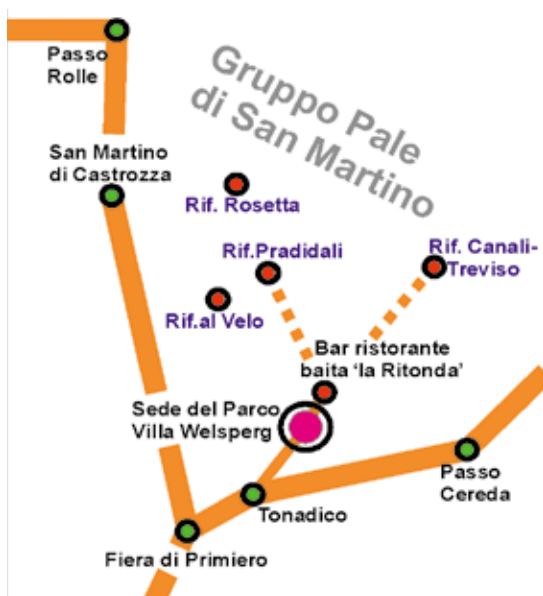 Passo
Rolle
Gruppo Pale
di San Martino
San Martino
di Castrozza
Rif. Rosetta
Rif.Pradidali
Rif. Canali-
Treviso
Rif.al Velo
Bar ristorante
baita ‘la Ritonda’
Sede del Parco
Villa Welsperg
Passo
Cereda
Tonadico
Fiera di Primiero